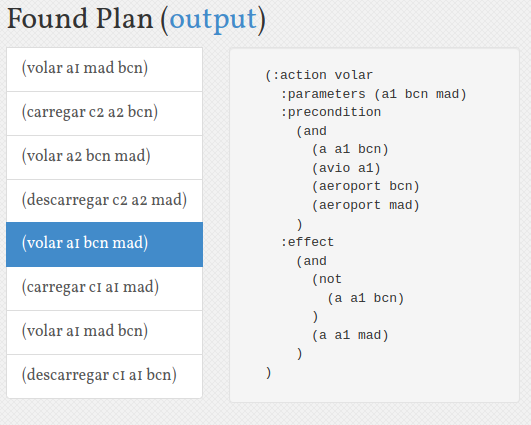 Found Plan (output)
(volar a1 mad bcn)
(carregar c2 a2 bcn)
(volar a2 bcn mad)
(descarregar c2 a2 mad)
(volar a1 bcn mad)
(carregar c1 a1 mad)
(volar a1 mad bcn)
(descarregar c1 a1 bcn)
(:action volar
  :parameters (a1 bcn mad)
  :precondition
    (and
      (a a1 bcn)
      (avio a1)
      (aeroport bcn)
      (aeroport mad)
    )
  :effect
    (and
      (not
        (a a1 bcn)
      )
      (a a1 mad)
    )
)